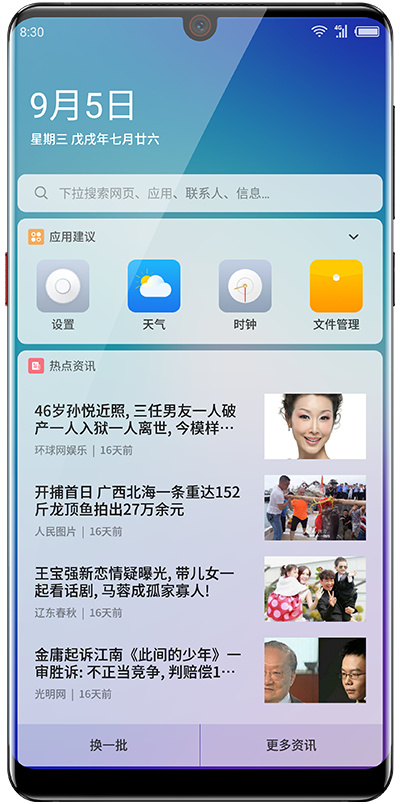 8:30
4G
9月5日
星期三 戊戌年七月廿六
下拉搜索网页、应用、联系人、信息...
应用建议
设置
天气
时钟
文件管理
热点资讯
46岁孙悦近照, 三任男友一人破
产一人入狱一人离世, 今模样…
环球网娱乐 | 16天前
开捕首日 广西北海一条重达152
斤龙顶鱼拍出27万余元
人民图片 | 16天前
王宝强新恋情疑曝光, 带儿女一
起看话剧, 马蓉成孤家寡人!
辽东春秋 | 16天前
金庸起诉江南《此间的少年》一
审胜诉: 不正当竞争, 判赔偿1…
光明网 | 16天前
换一批
更多资讯